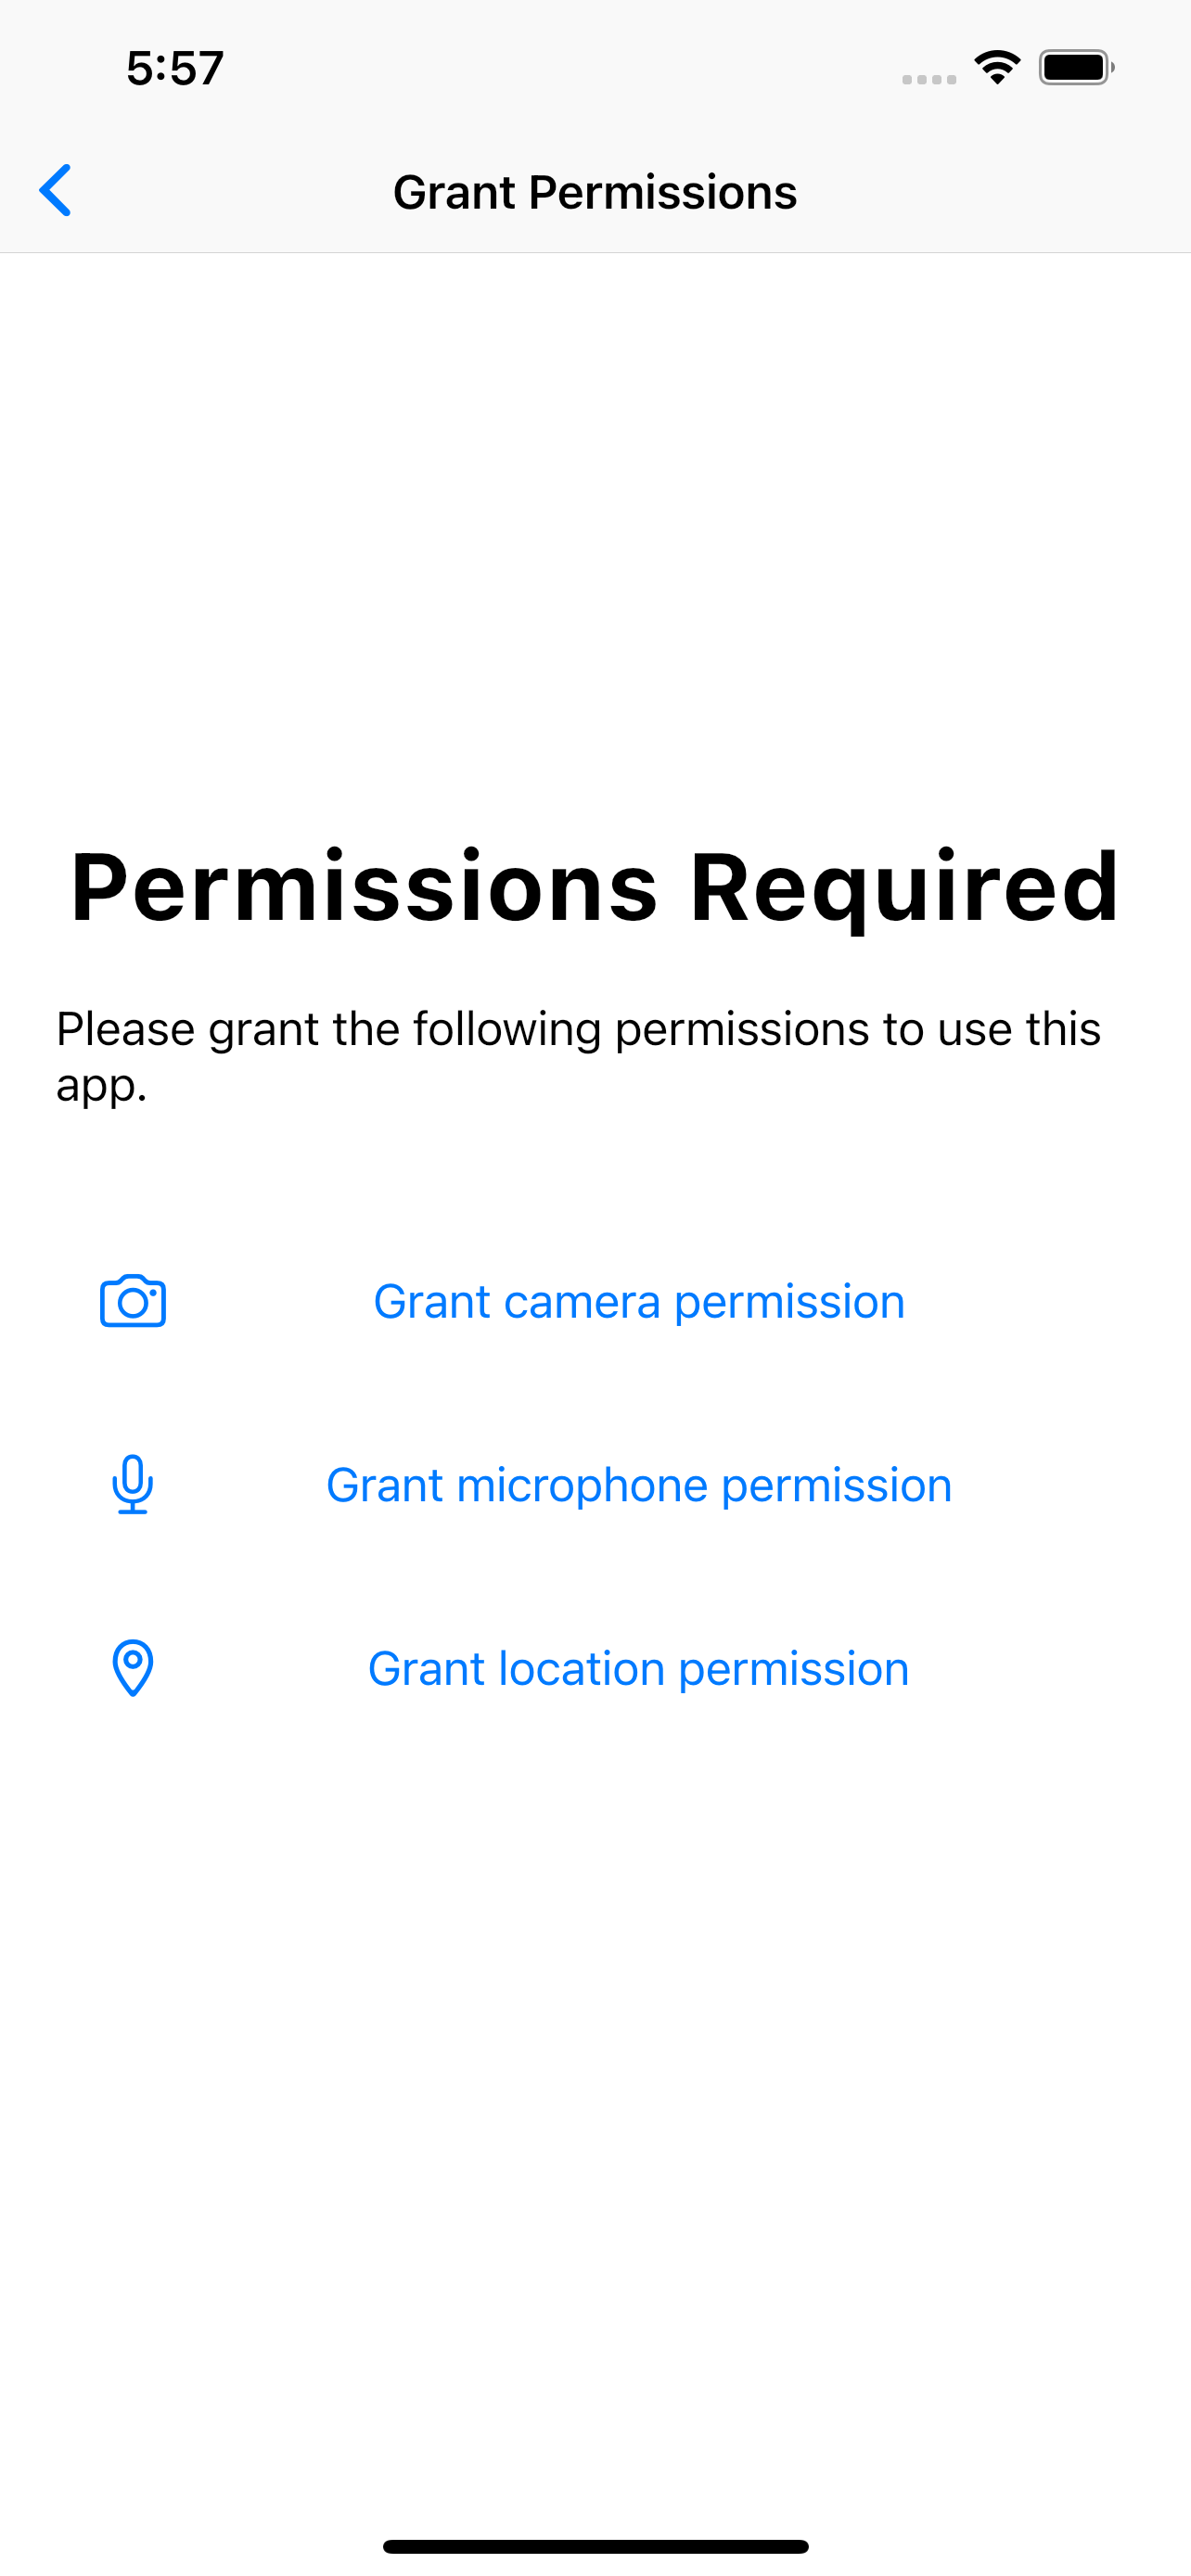 5:57
Grant Permissions
Permissions Required
Please grant the following permissions to use this
app.
Grant camera permission
Grant microphone permission
Grant location permission